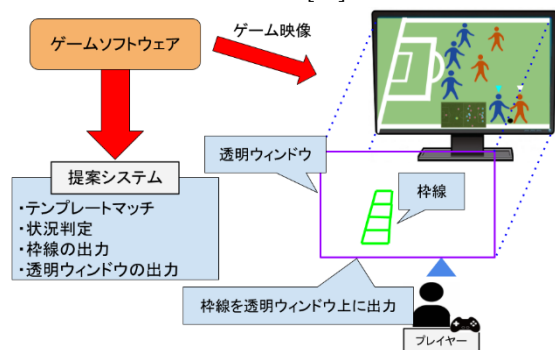 ゲームソフトウェア
ゲーム映像
透明ウィンドウ
提案システム
・テンプレートマッチ
・状況判定
・枠線の出力
・透明ウィンドウの出力
枠線
枠線を透明ウィンドウ上に出力
プレイヤー